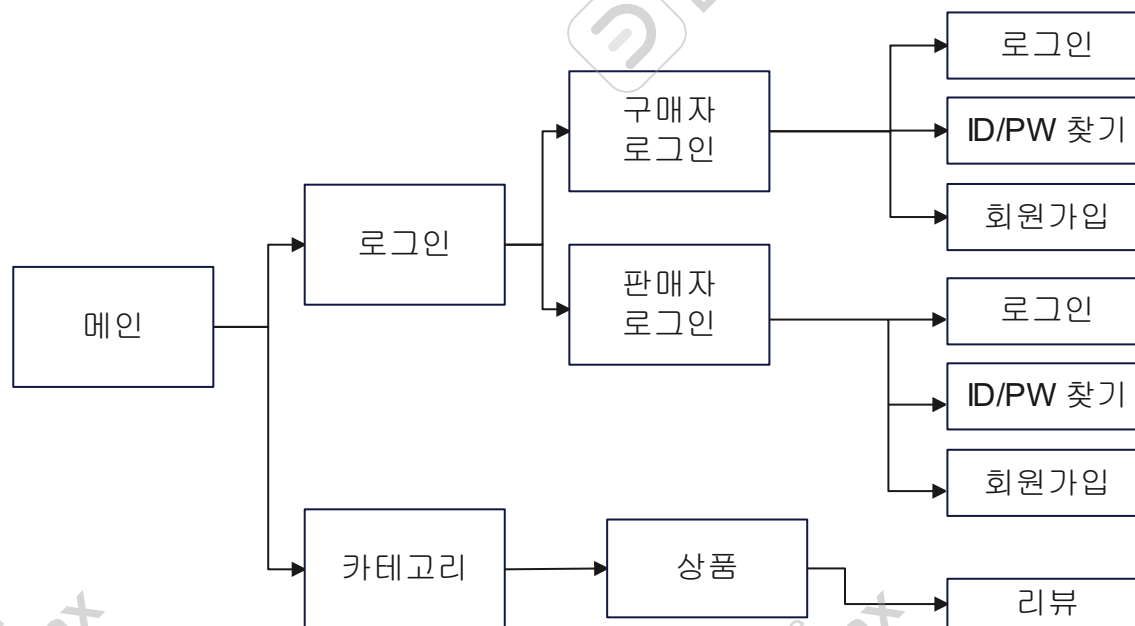 메인
로그인
구매자
로그인
로그인
ID/PW 찾기
회원가입
판매자
로그인
로그인
ID/PW 찾기
회원가입
카테고리
상품
리뷰